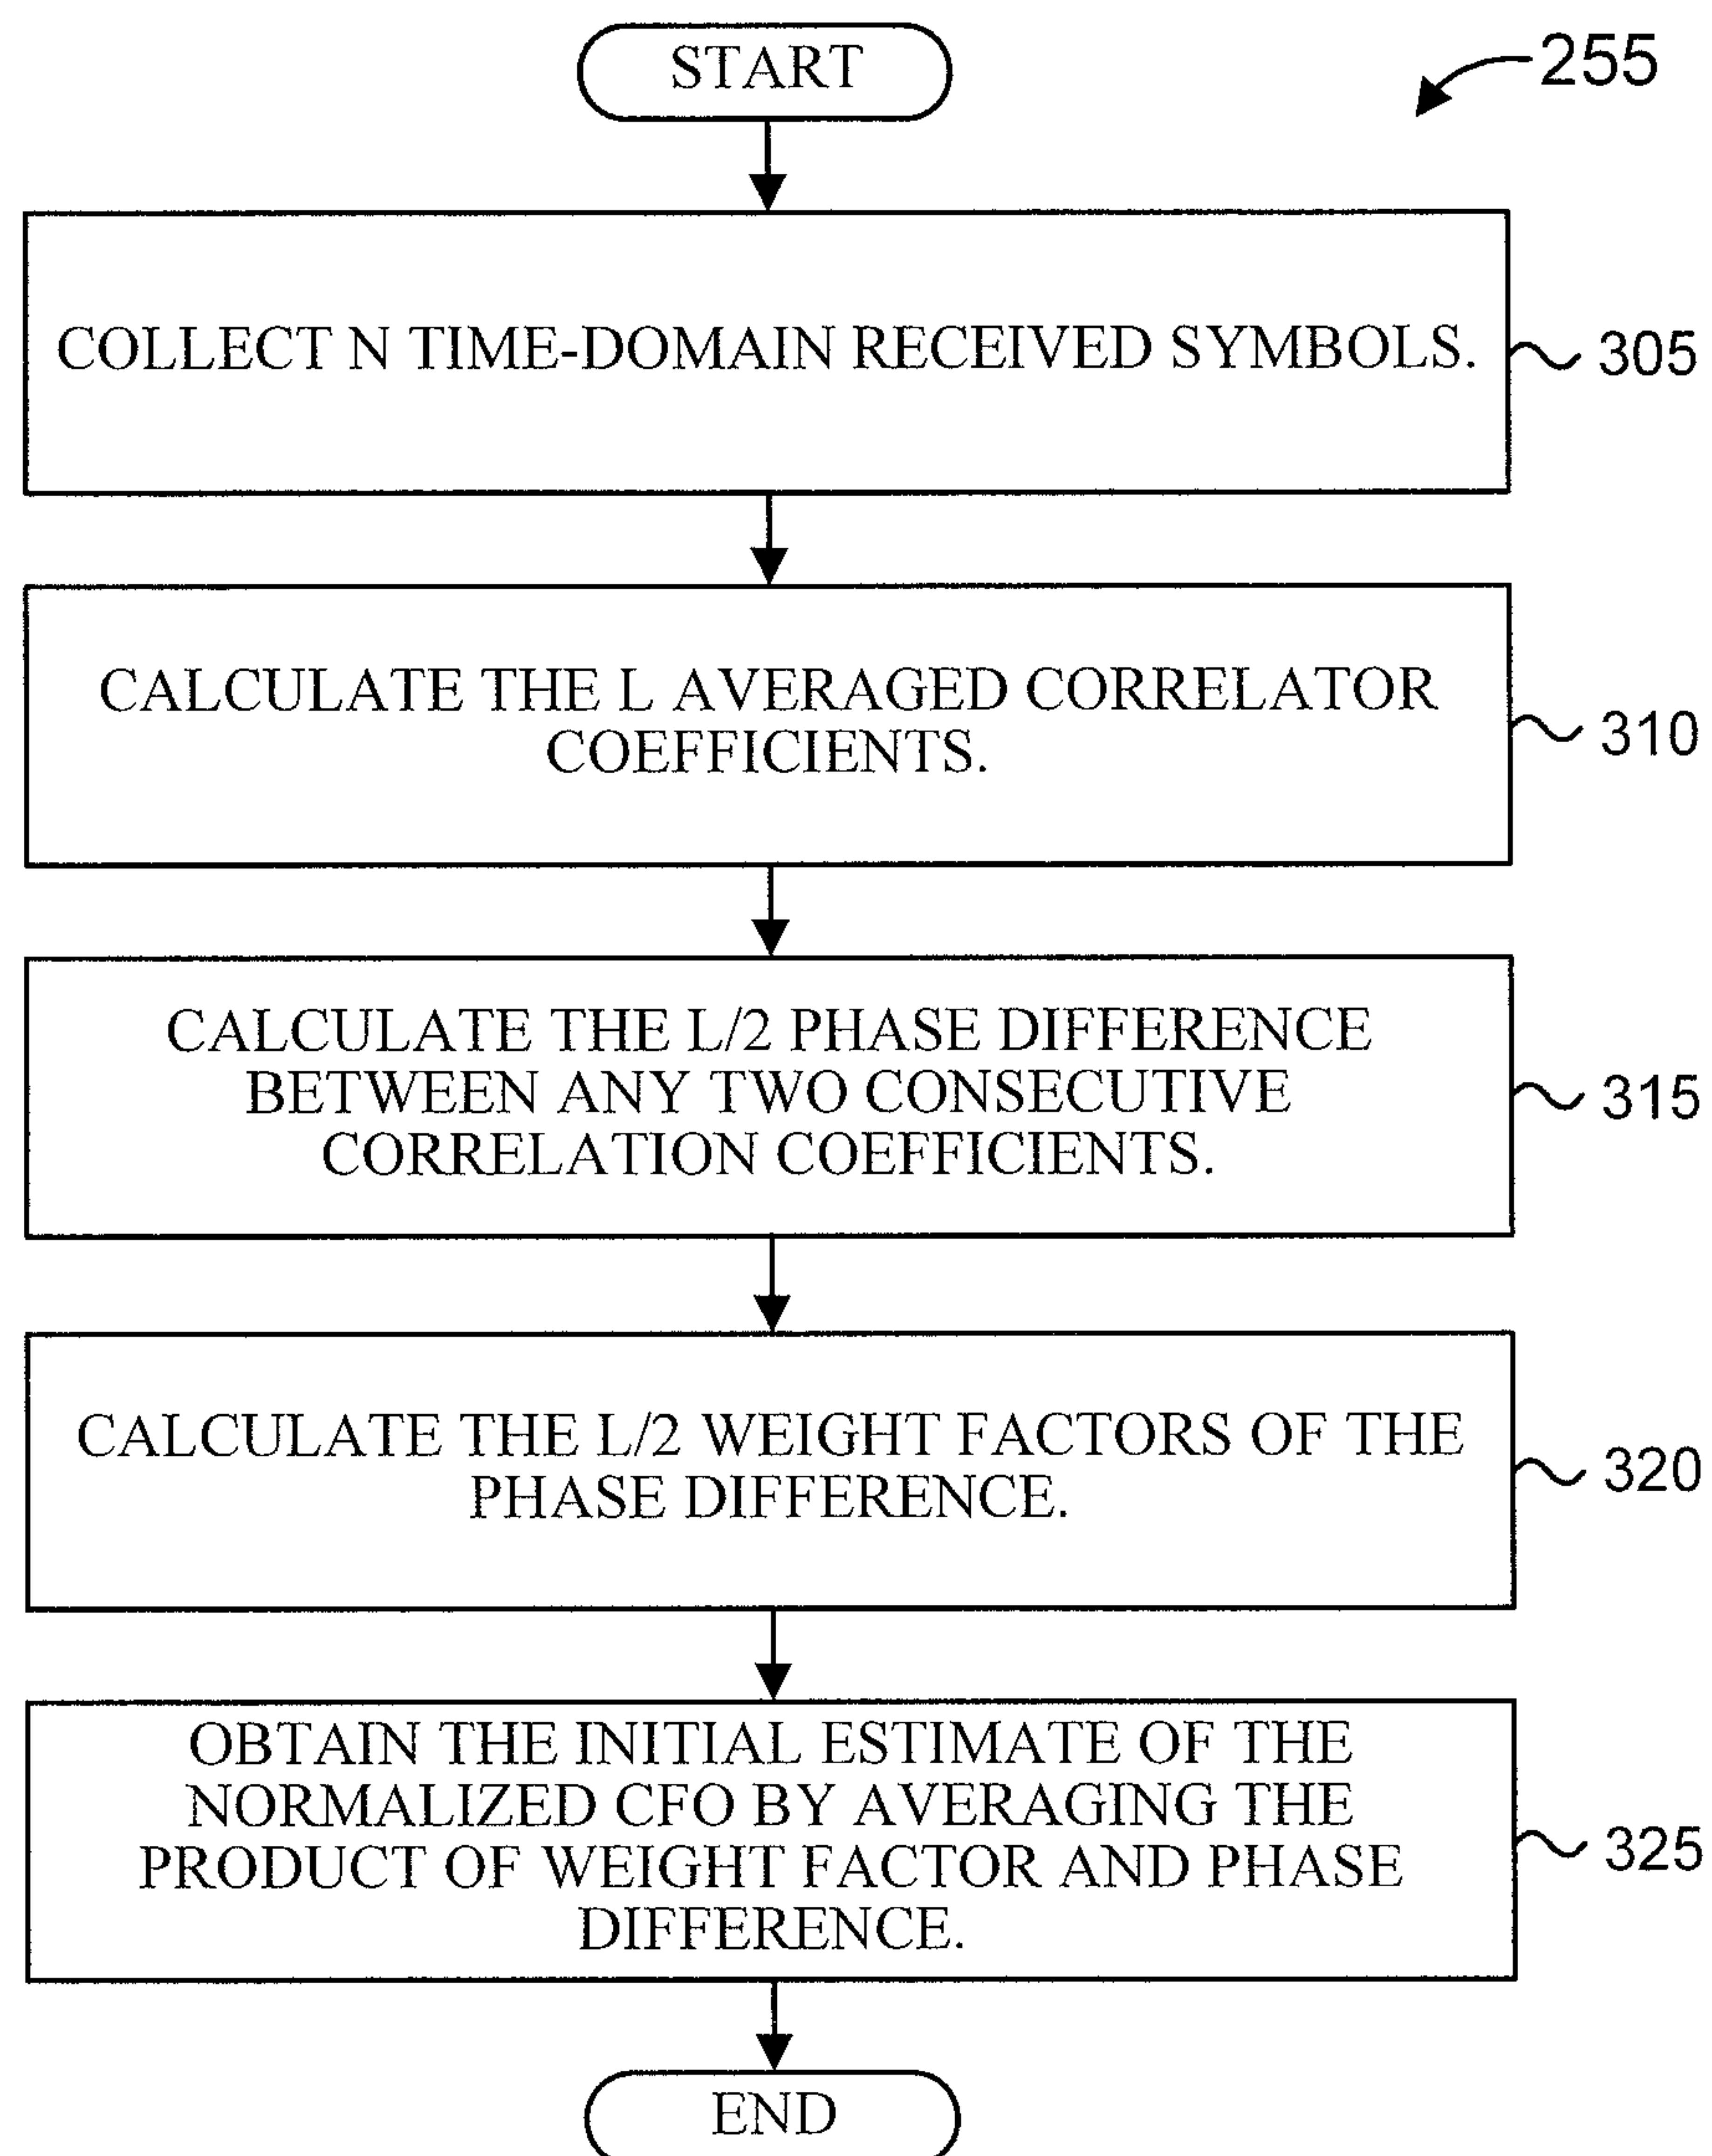 START
255
COLLECT N TIME-DOMAIN RECEIVED SYMBOLS.
305
CALCULATE THE L AVERAGED CORRELATOR
COEFFICIENTS.
310
CALCULATE THE L/2 PHASE DIFFERENCE
BETWEEN ANY TWO CONSECUTIVE
CORRELATION COEFFICIENTS.
315
CALCULATE THE L/2 WEIGHT FACTORS OF THE
PHASE DIFFERENCE.
320
OBTAIN THE INITIAL ESTIMATE OF THE
NORMALIZED CFO BY AVERAGING THE
PRODUCT OF WEIGHT FACTOR AND PHASE
DIFFERENCE.
325
END